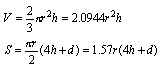 V = 2/3 πr²h = 2.0944r²h
S = πr/2 (4h + d) = 1.57r(4h + d)